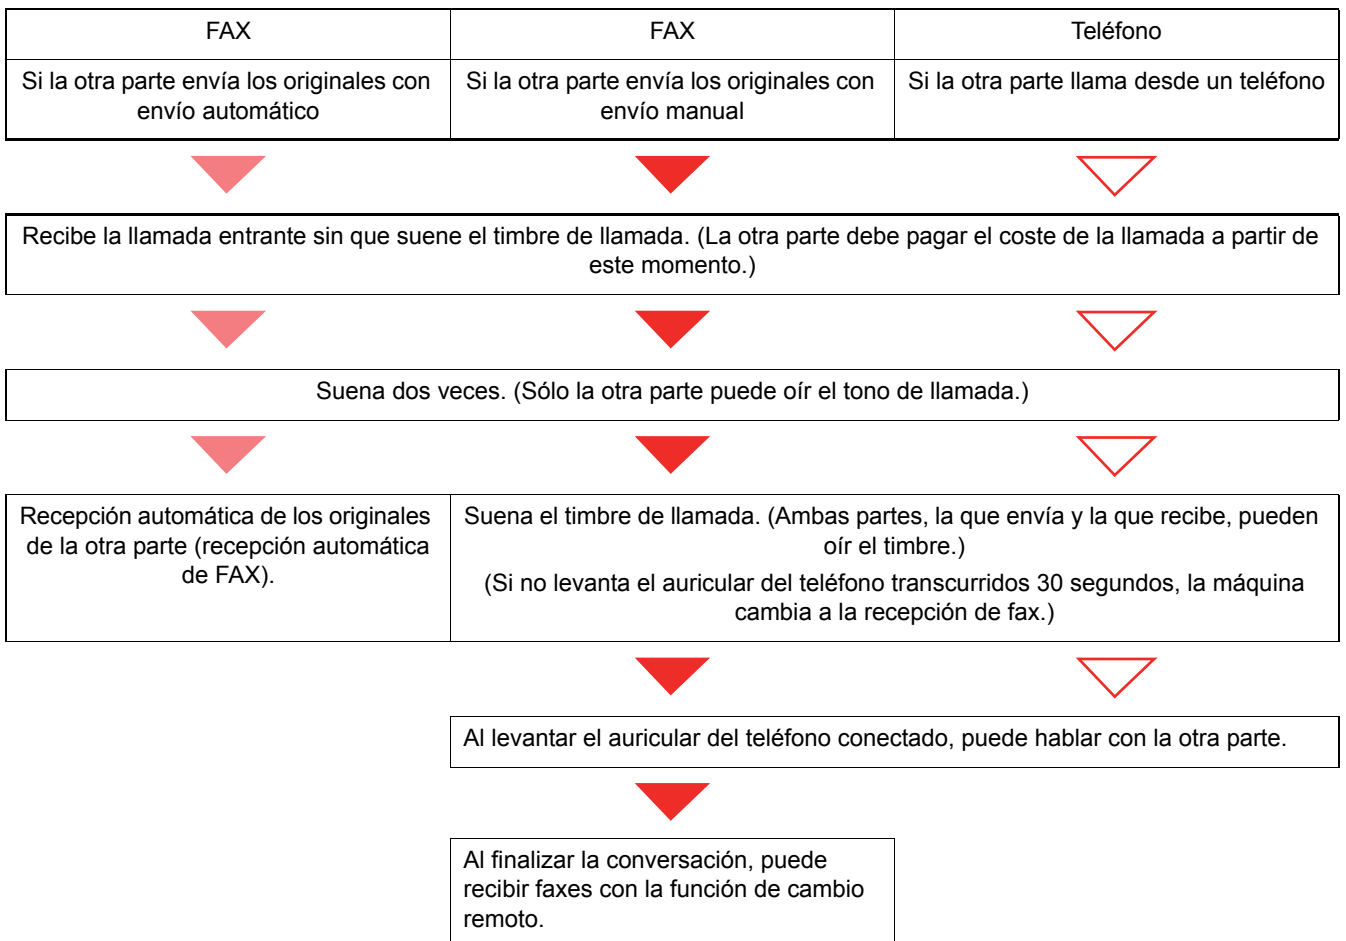 FAX
FAX
Teléfono
Si la otra parte envía los originales con
envío automático
Si la otra parte envía los originales con
envío manual
Si la otra parte llama desde un teléfono
Recibe la llamada entrante sin que suene el timbre de llamada. (La otra parte debe pagar el coste de la llamada a partir de
este momento.)
Suena dos veces. (Sólo la otra parte puede oír el tono de llamada.)
Recepción automática de los originales
de la otra parte (recepción automática
de FAX).
Suena el timbre de llamada. (Ambas partes, la que envía y la que recibe, pueden
oír el timbre.)
(Si no levanta el auricular del teléfono transcurridos 30 segundos, la máquina
cambia a la recepción de fax.)
Al levantar el auricular del teléfono conectado, puede hablar con la otra parte.
Al finalizar la conversación, puede
recibir faxes con la función de cambio
remoto.